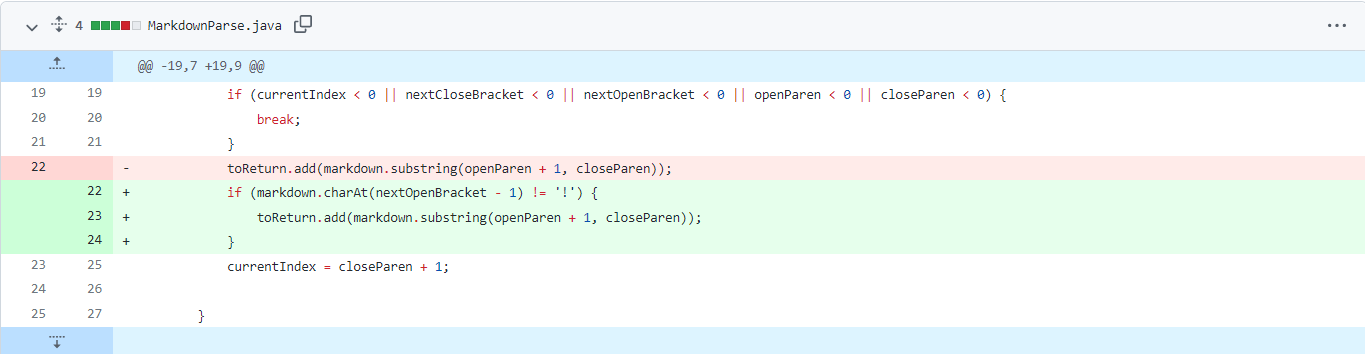 4 MarkdownParse.java
@@ -19,7 +19,9 @@
19 19 if (currentIndex < 0 || nextCloseBracket < 0 || nextOpenBracket < 0 || openParen < 0 || closeParen < 0) {
20 20 break;
21 21 }
22 - toReturn.add(markdown.substring(openParen + 1, closeParen));
22 + if (markdown.charAt(nextOpenBracket - 1) != '!') {
23 + toReturn.add(markdown.substring(openParen + 1, closeParen));
24 + }
23 25 currentIndex = closeParen + 1;
24 26
25 27 }